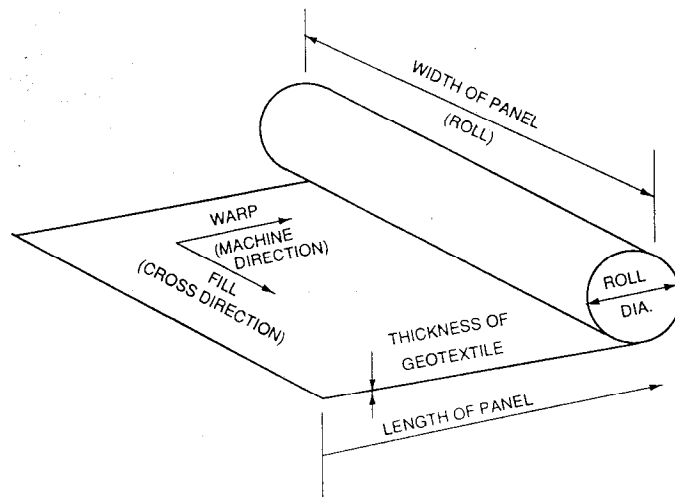 WIDTH OF PANEL
(ROLL)
WARP
(MACHINE
DIRECTION)
FILL
(CROSS DIRECTION)
ROLL
DIA.
THICKNESS OF
GEOTEXTILE
LENGTH OF PANEL